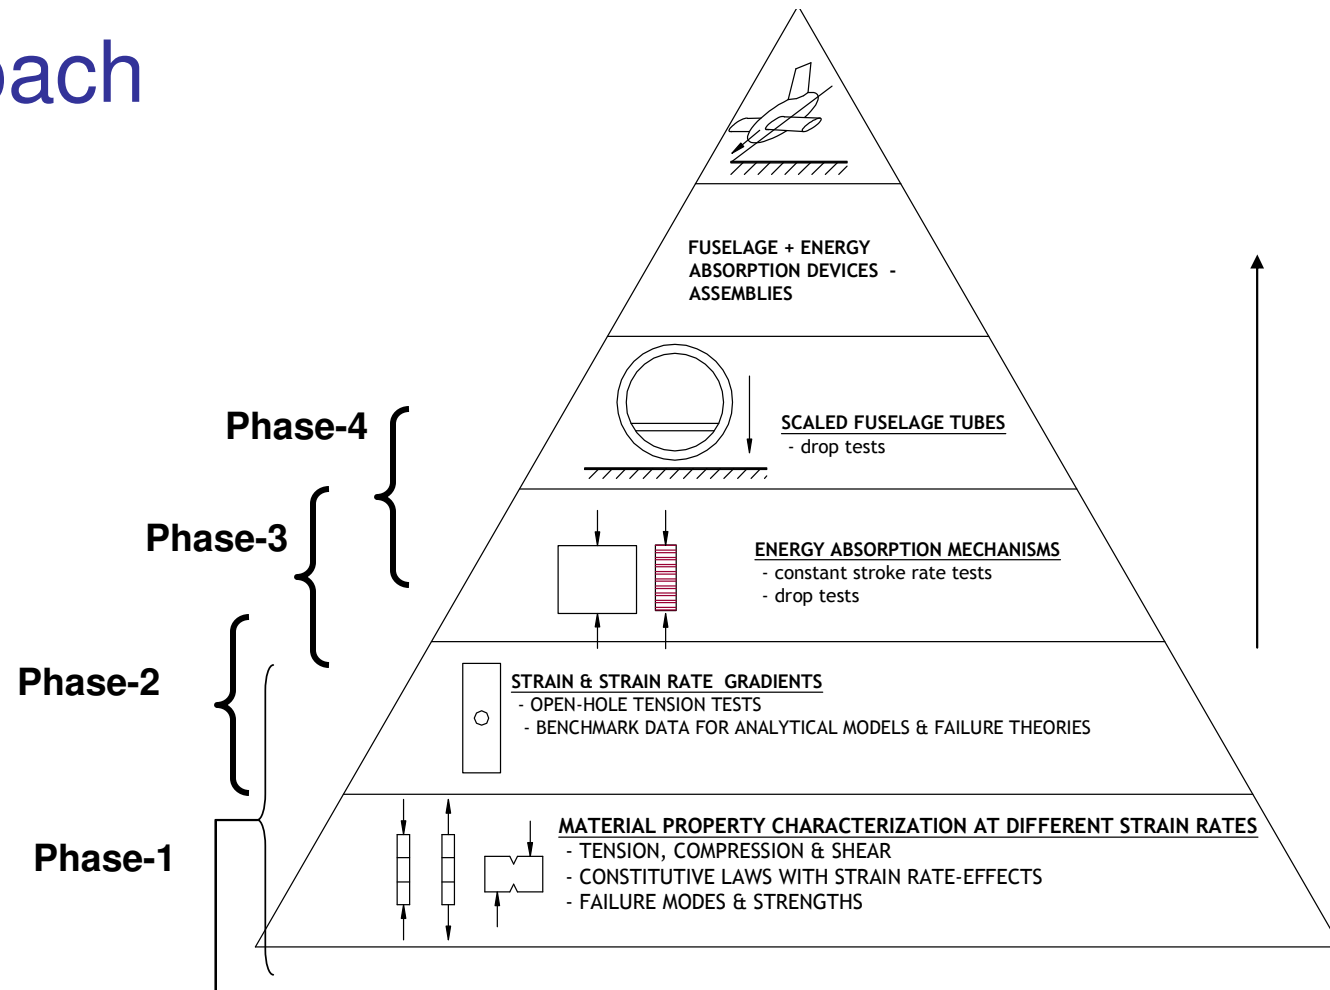 oach
FUSELAGE + ENERGY
ABSORPTION DEVICES -
ASSEMBLIES
Phase-4
SCALED FUSELAGE TUBES
- drop tests
Phase-3
ENERGY ABSORPTION MECHANISMS
- constant stroke rate tests
- drop tests
Phase-2
STRAIN & STRAIN RATE GRADIENTS
- OPEN-HOLE TENSION TESTS
- BENCHMARK DATA FOR ANALYTICAL MODELS & FAILURE THEORIES
Phase-1
MATERIAL PROPERTY CHARACTERIZATION AT DIFFERENT STRAIN RATES
- TENSION, COMPRESSION & SHEAR
- CONSTITUTIVE LAWS WITH STRAIN RATE-EFFECTS
- FAILURE MODES & STRENGTHS